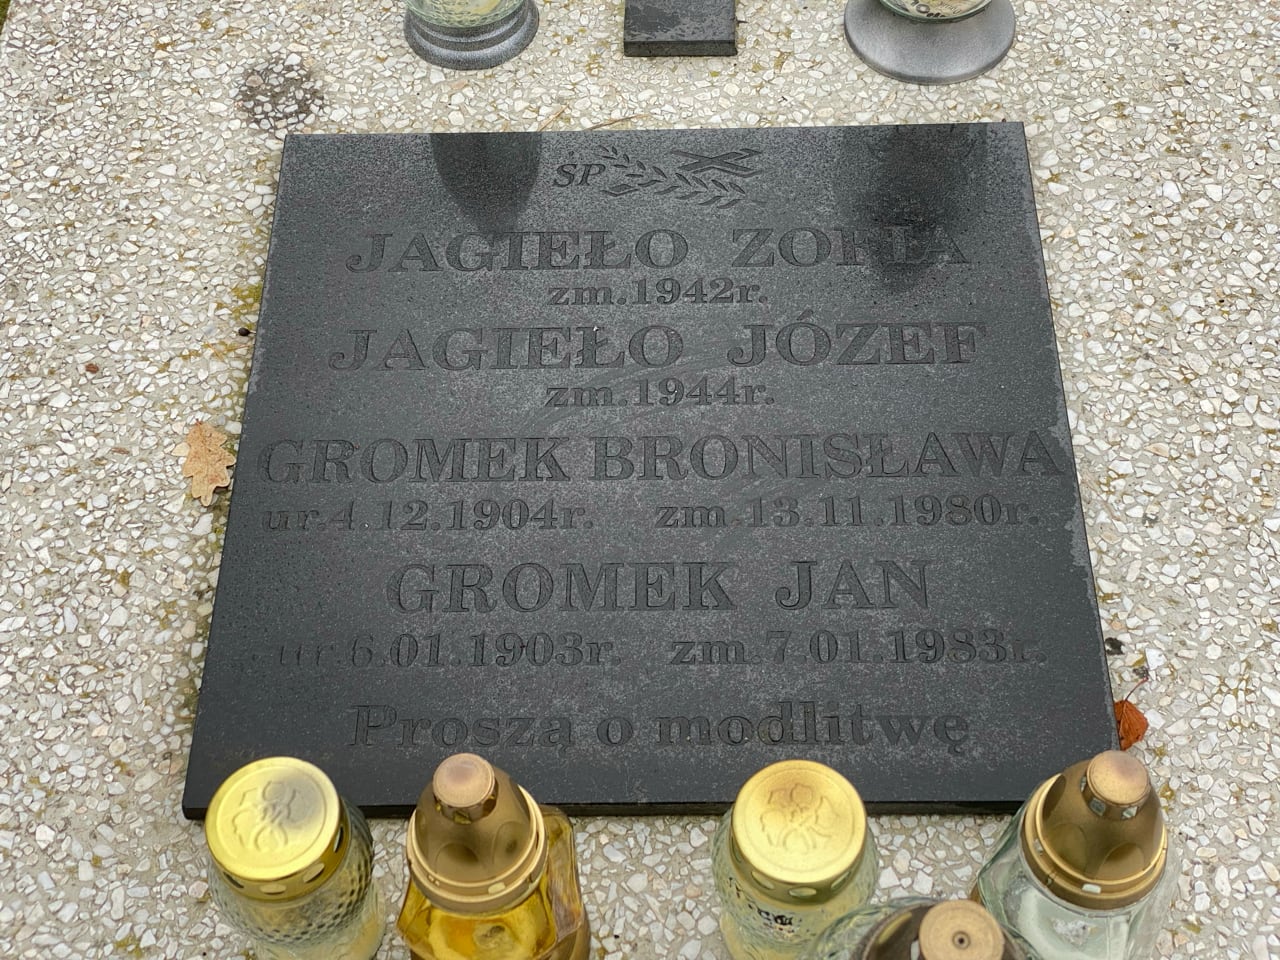 ŚP
JAGIEŁO ZOFIA
zm.1942r.
JAGIEŁO JÓZEF
zm.1944r.
GROMEK BRONISŁAWA
ur.4.12.1904r. zm.13.11.1980r.
GROMEK JAN
ur.6.01.1903r. zm.7.01.1983r.
Proszą o modlitwę